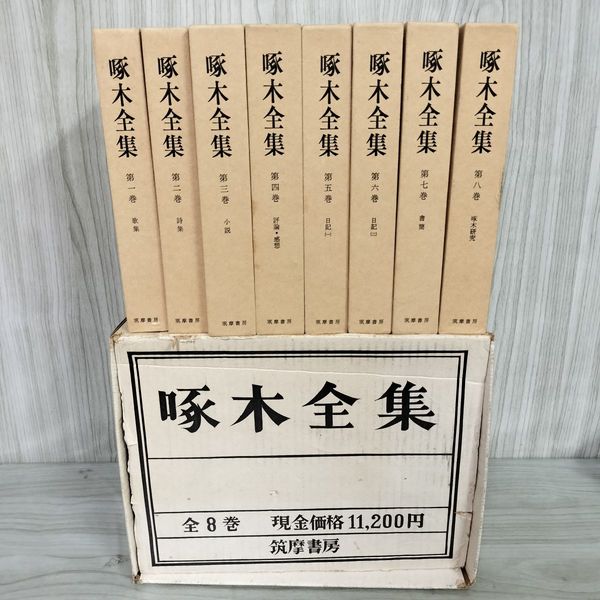 啄木全集 第一巻 歌集 筑摩書房
啄木全集 第二巻 詩集 筑摩書房
啄木全集 第三巻 小説 筑摩書房
啄木全集 第四巻 評論・感想 筑摩書房
啄木全集 第五巻 日記(一) 筑摩書房
啄木全集 第六巻 日記(二) 筑摩書房
啄木全集 第七巻 書簡 筑摩書房
啄木全集 第八巻 啄木研究 筑摩書房
啄木全集
全8巻 現金価格11,200円
筑摩書房